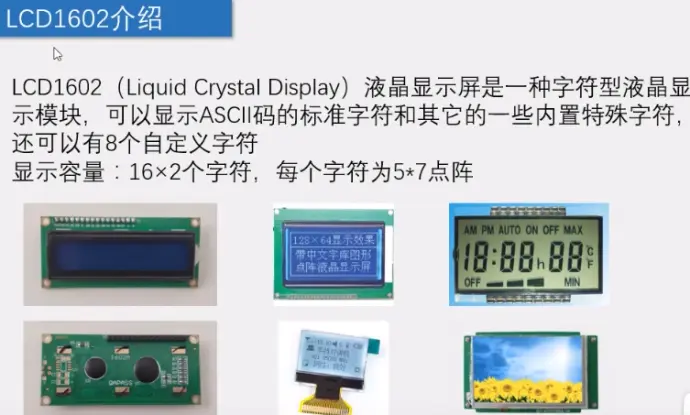 LCD1602介绍
LCD1602（Liquid Crystal Display）液晶显示屏是一种字符型液晶显
示模块，可以显示ASCII码的标准字符和其它的一些内置特殊字符，
还可以有8个自定义字符
显示容量：16×2个字符，每个字符为5*7点阵
128×64显示效果
带中文字库图形
点阵液晶显示屏
AM PM AUTO ON OFF MAX
18:88h88°C F
OFF MIN